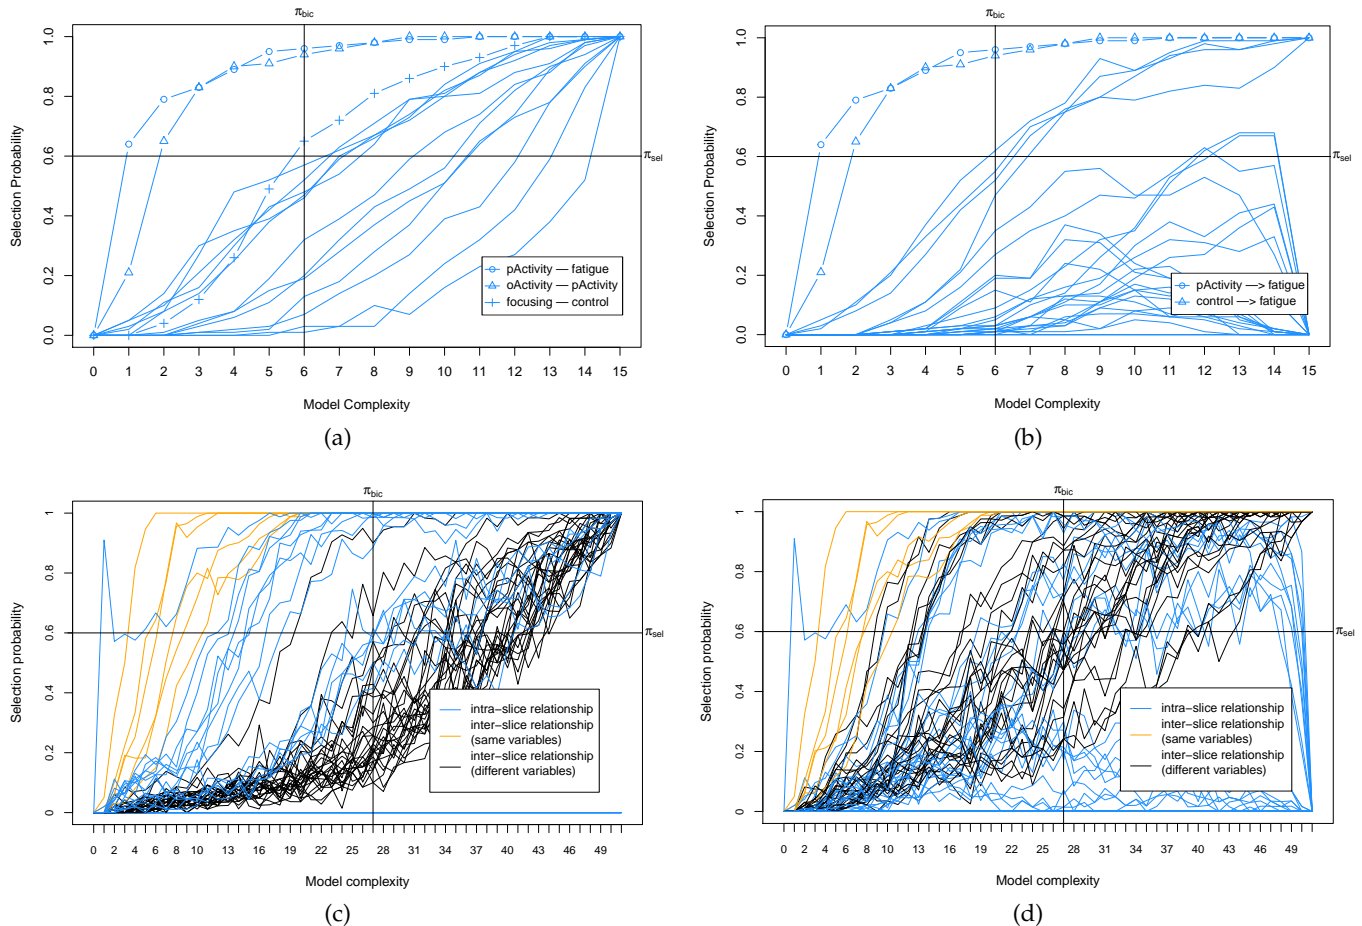 π_bic
1.0
0.8
0.6
0.4
0.2
0.0
Selection Probability
π_sel
pActivity — fatigue
oActivity — pActivity
focusing — control
0 1 2 3 4 5 6 7 8 9 10 11 12 13 14 15
Model Complexity
(a)
π_bic
1.0
0.8
0.6
0.4
0.2
0.0
Selection Probability
π_sel
pActivity —> fatigue
control —> fatigue
0 1 2 3 4 5 6 7 8 9 10 11 12 13 14 15
Model Complexity
(b)
π_bic
1
0.8
0.6
0.4
0.2
0
Selection probability
π_sel
intra−slice relationship
inter−slice relationship
(same variables)
inter−slice relationship
(different variables)
0 2 4 6 8 10 13 16 19 22 25 28 31 34 37 40 43 46 49
Model complexity
(c)
π_bic
1
0.8
0.6
0.4
0.2
0
Selection probability
π_sel
intra−slice relationship
inter−slice relationship
(same variables)
inter−slice relationship
(different variables)
0 2 4 6 8 10 13 16 19 22 25 28 31 34 37 40 43 46 49
Model complexity
(d)